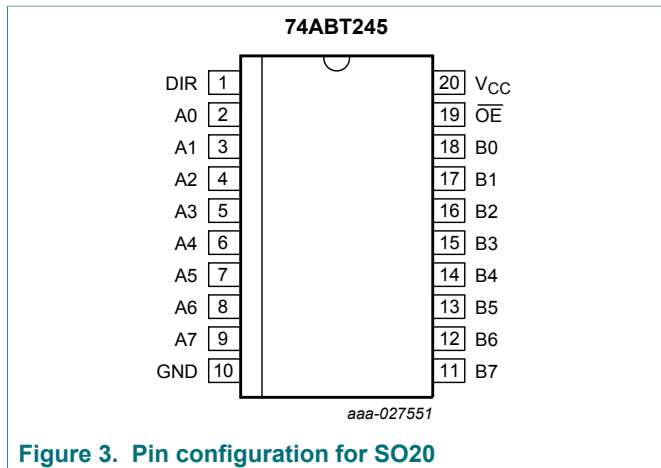 74ABT245
DIR 1 20 VCC
A0 2 19 O̅E̅
A1 3 18 B0
A2 4 17 B1
A3 5 16 B2
A4 6 15 B3
A5 7 14 B4
A6 8 13 B5
A7 9 12 B6
GND 10 11 B7
aaa-027551
Figure 3. Pin configuration for SO20